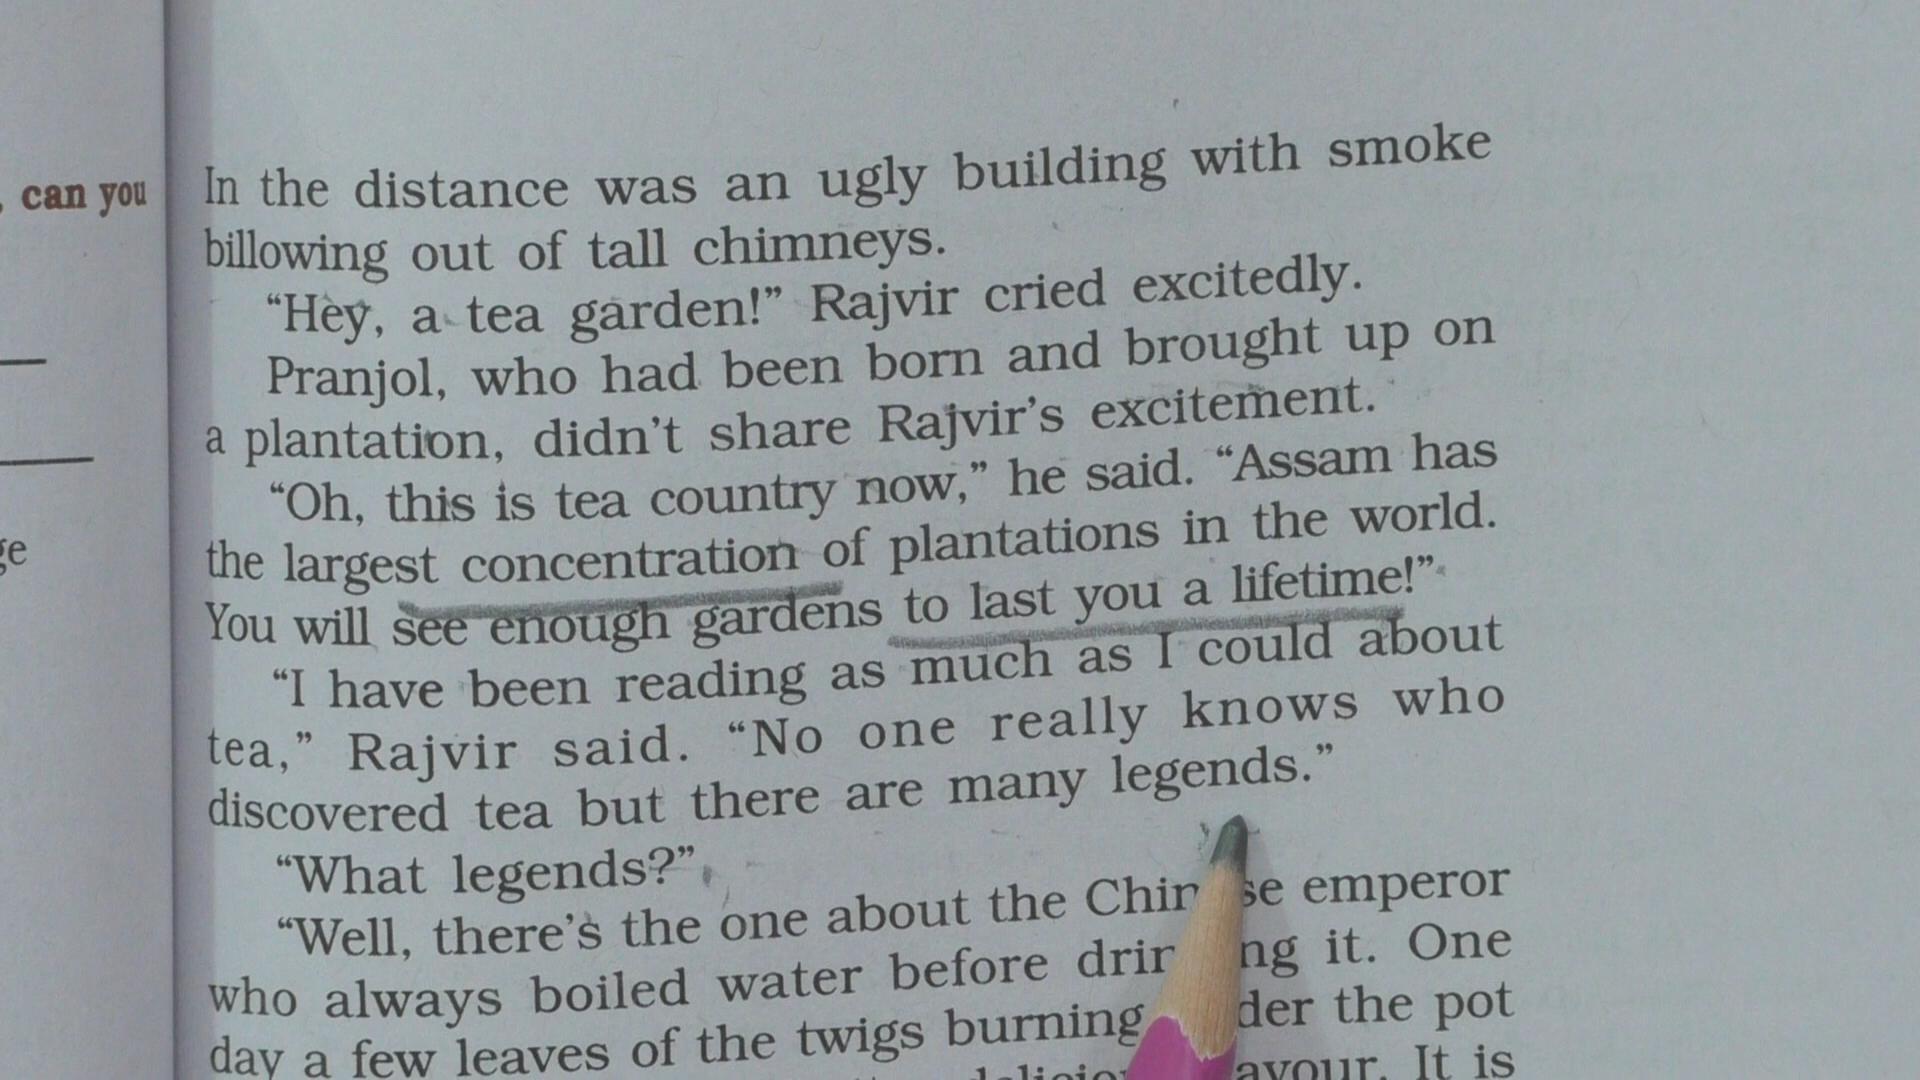 can you
ge
In the distance was an ugly building with smoke
billowing out of tall chimneys.
“Hey, a tea garden!” Rajvir cried excitedly.
Pranjol, who had been born and brought up on
a plantation, didn't share Rajvir's excitement.
“Oh, this is tea country now,” he said. “Assam has
the largest concentration of plantations in the world.
You will see enough gardens to last you a lifetime!”
“I have been reading as much as I could about
tea,” Rajvir said. “No one really knows who
discovered tea but there are many legends.”
“What legends?”
“Well, there's the one about the Chinese emperor
who always boiled water before drinking it. One
day a few leaves of the twigs burning under the pot
It is